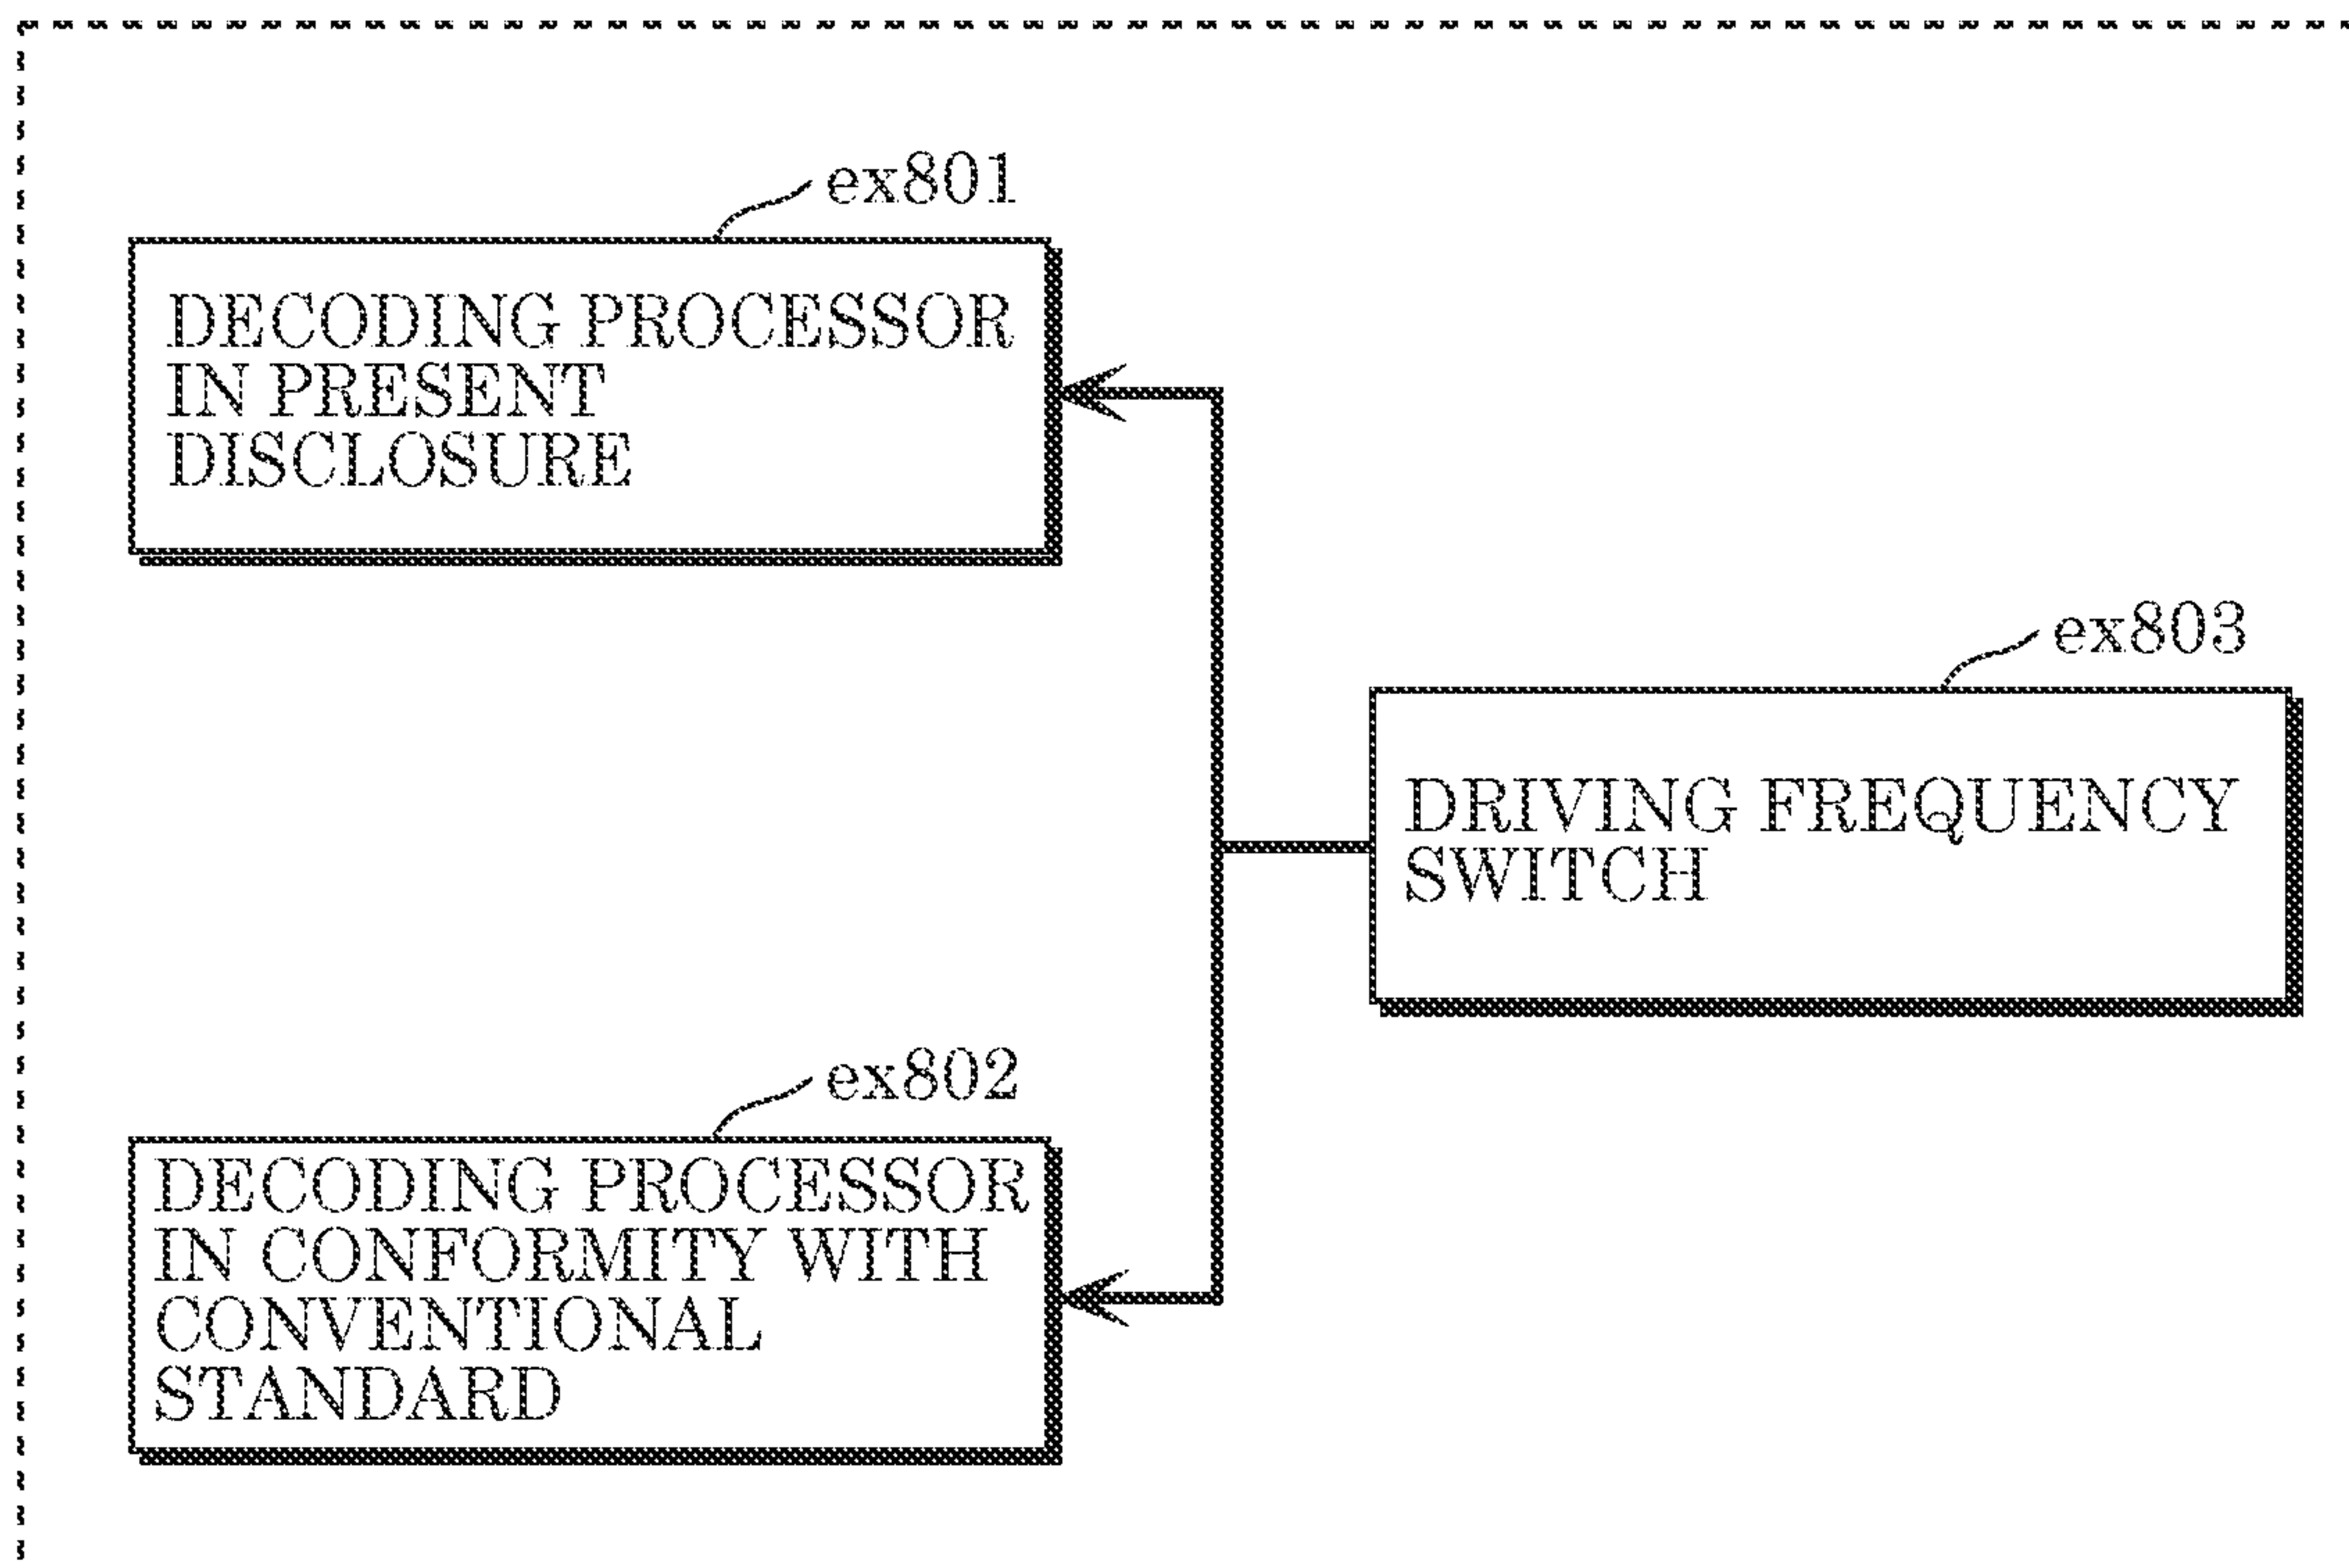 ex801
DECODING PROCESSOR
IN PRESENT
DISCLOSURE
ex803
DRIVING FREQUENCY
SWITCH
ex802
DECODING PROCESSOR
IN CONFORMITY WITH
CONVENTIONAL
STANDARD